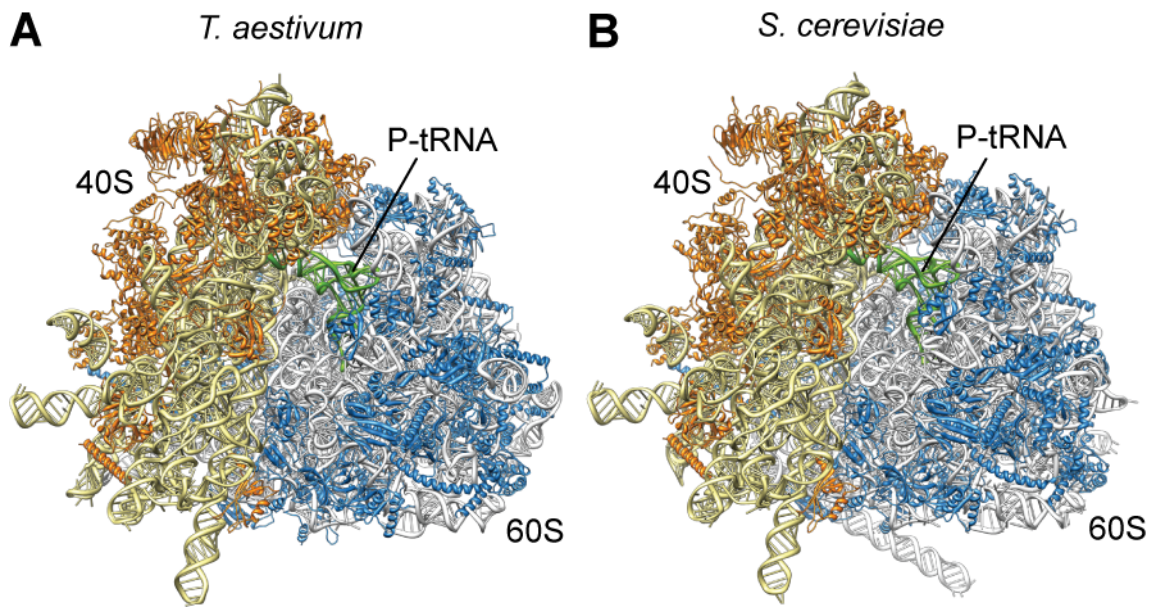 A
T. aestivum
P-tRNA
40S
60S
B
S. cerevisiae
P-tRNA
40S
60S